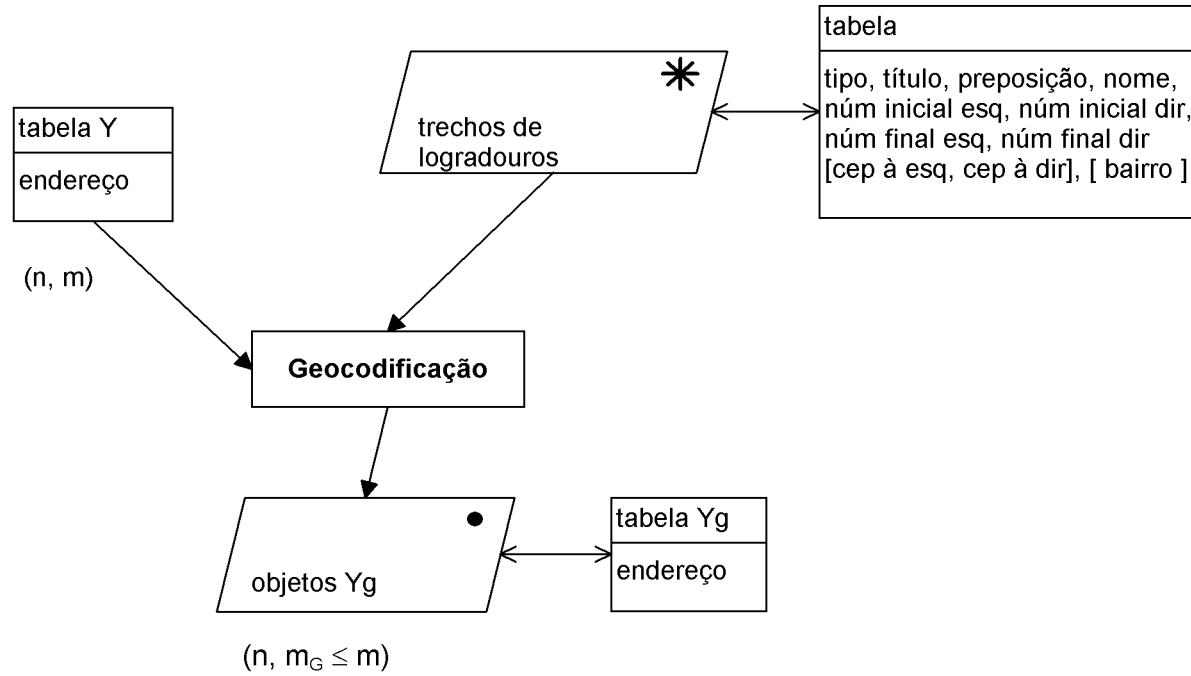 tabela
tipo, título, preposição, nome,
núm inicial esq, núm inicial dir,
núm final esq, núm final dir
[cep à esq, cep à dir], [ bairro ]
trechos de
logradouros
tabela Y
endereço
(n, m)
Geocodificação
objetos Yg
tabela Yg
endereço
(n, m_G ≤ m)